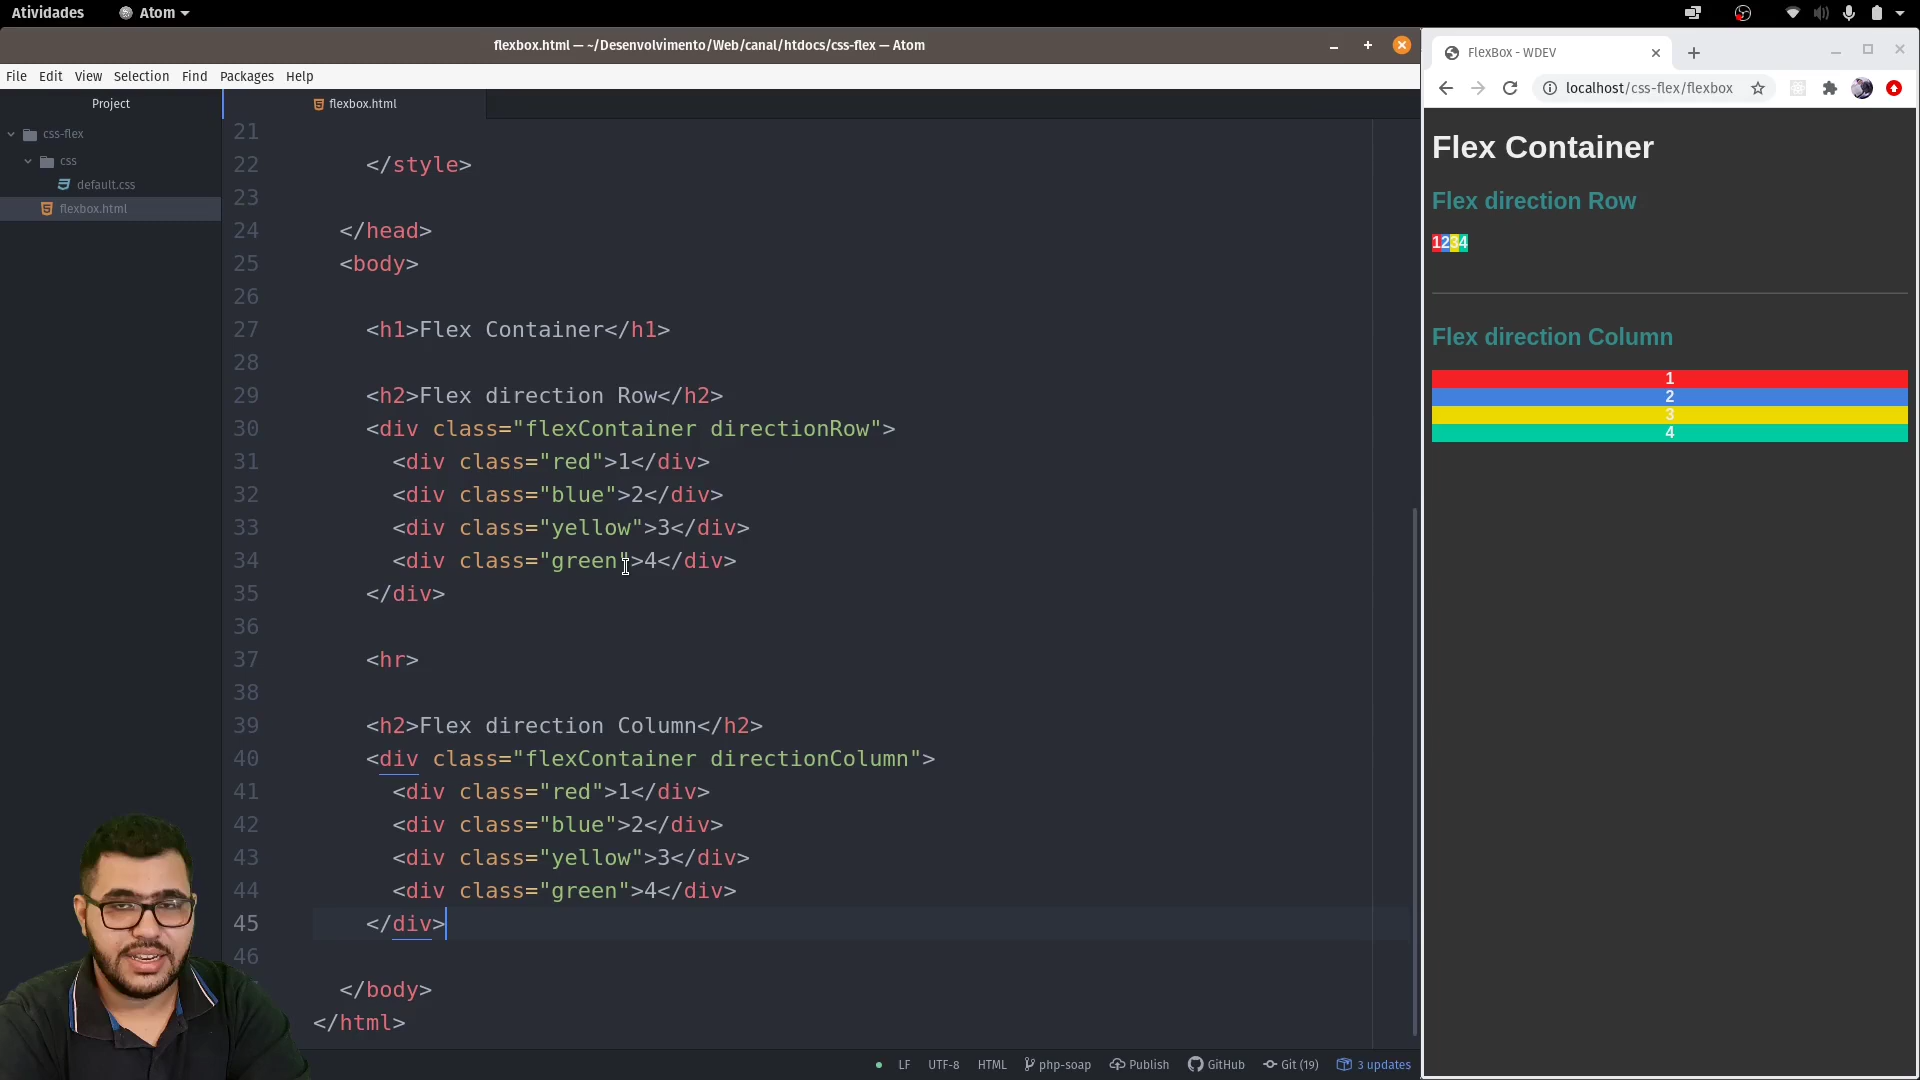 Atividades
Atom
flexbox.html — ~/Desenvolvimento/Web/canal/htdocs/css-flex — Atom
File Edit View Selection Find Packages Help
Project
css-flex
css
default.css
flexbox.html
flexbox.html
21
22 </style>
23
24 </head>
25 <body>
26
27 <h1>Flex Container</h1>
28
29 <h2>Flex direction Row</h2>
30 <div class="flexContainer directionRow">
31 <div class="red">1</div>
32 <div class="blue">2</div>
33 <div class="yellow">3</div>
34 <div class="green">4</div>
35 </div>
36
37 <hr>
38
39 <h2>Flex direction Column</h2>
40 <div class="flexContainer directionColumn">
41 <div class="red">1</div>
42 <div class="blue">2</div>
43 <div class="yellow">3</div>
44 <div class="green">4</div>
45 </div>
46
</body>
</html>
LF UTF-8 HTML php-soap Publish GitHub Git (19) 3 updates
FlexBox - WDEV
localhost/css-flex/flexbox
Flex Container
Flex direction Row
1234
Flex direction Column
1
2
3
4